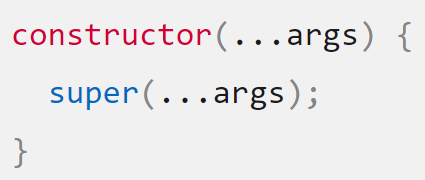 constructor(...args) {
  super(...args);
}